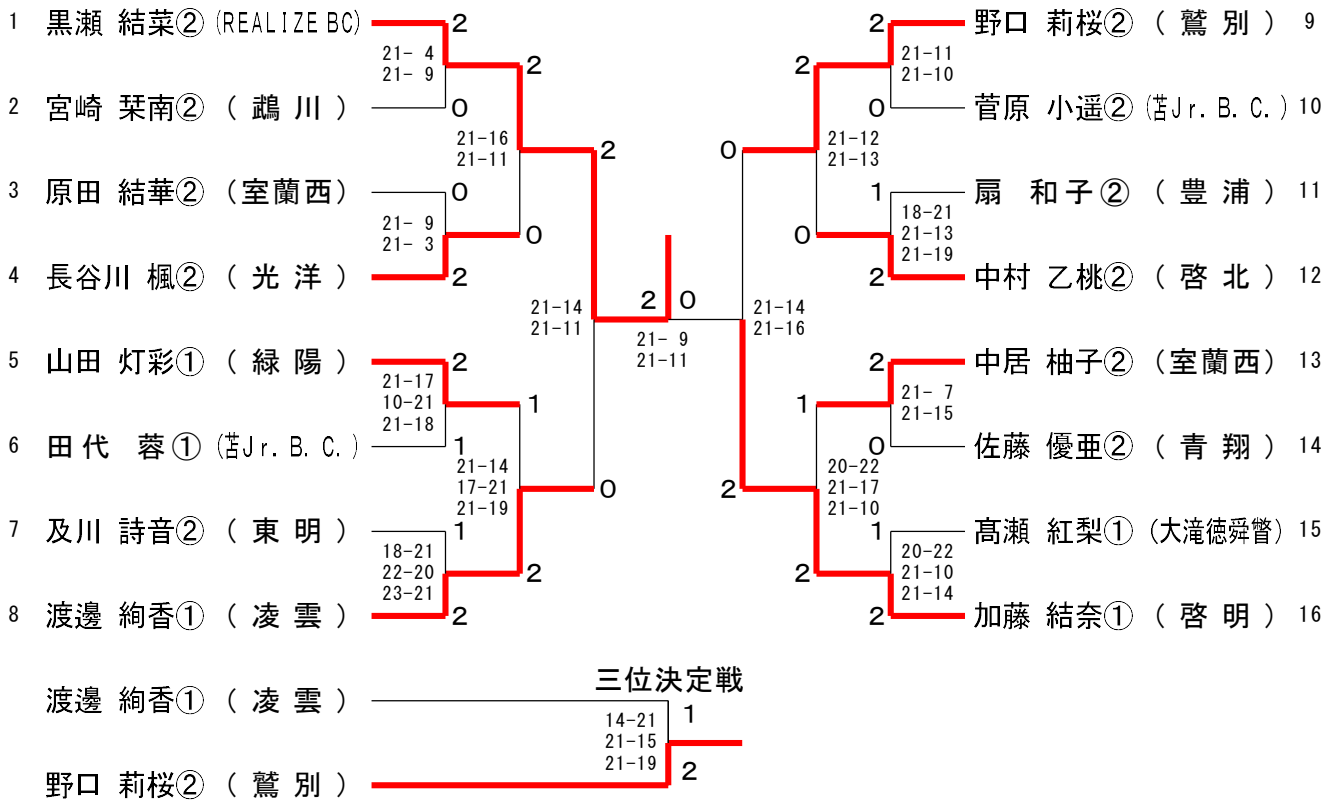 1 黒瀬 結菜② (REALIZE BC) 2
21- 4
21- 9
2
2 宮崎 栞南② ( 鵡 川 ) 0
21-16
21-11
2
3 原田 結華② (室蘭西) 0
21- 9
21- 3
0
4 長谷川 楓② ( 光 洋 ) 2
21-14
21-11
5 山田 灯彩① ( 緑 陽 ) 2
21-17
10-21
21-18
1
6 田代 蓉① (苫Jr. B. C. ) 1
21-14
17-21
21-19
0
7 及川 詩音② ( 東 明 ) 1
18-21
22-20
23-21
2
8 渡邊 絢香① ( 凌 雲 ) 2
2 0
21- 9
21-11
2 野口 莉桜② ( 鷲 別 ) 9
21-11
21-10
2
0 菅原 小遥② (苫Jr. B. C. ) 10
0
21-12
21-13
1 扇 和子② ( 豊 浦 ) 11
18-21
21-13
21-19
0
2 中村 乙桃② ( 啓 北 ) 12
21-14
21-16
2 中居 柚子② (室蘭西) 13
21- 7
21-15
1
0 佐藤 優亜② ( 青 翔 ) 14
2
20-22
21-17
21-10
1 髙瀬 紅梨① (大滝徳舜瞥) 15
20-22
21-10
21-14
2
2 加藤 結奈① ( 啓 明 ) 16
三位決定戦
渡邊 絢香① ( 凌 雲 ) 1
14-21
21-15
21-19
野口 莉桜② ( 鷲 別 ) 2